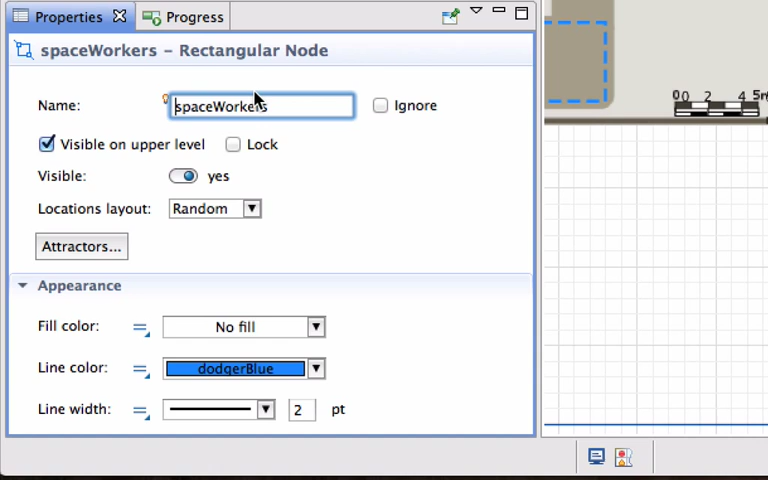 Properties
Progress
spaceWorkers – Rectangular Node
Name:
spaceWorkers
Ignore
Visible on upper level
Lock
Visible:
yes
Locations layout:
Random
Attractors...
Appearance
Fill color:
No fill
Line color:
dodgerBlue
Line width:
2
pt
0 2 4 5m